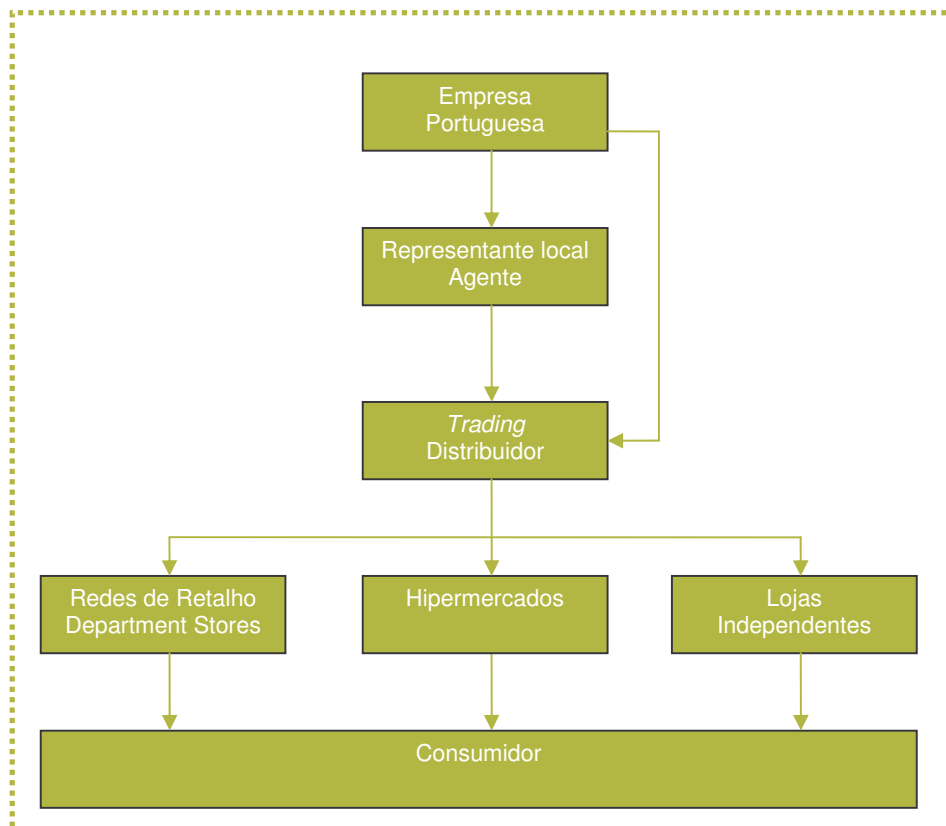 Empresa
Portuguesa
Representante local
Agente
Trading
Distribuidor
Redes de Retalho
Department Stores
Hipermercados
Lojas
Independentes
Consumidor